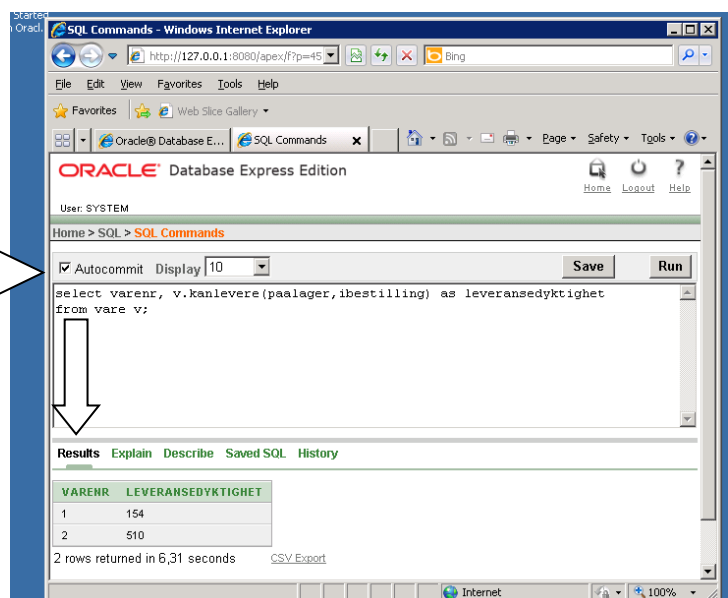 Started
Oracl.
SQL Commands - Windows Internet Explorer
http://127.0.0.1:8080/apex/f?p=45
Bing
File Edit View Favorites Tools Help
Favorites Web Slice Gallery
Oracle® Database E... SQL Commands x Page Safety Tools
ORACLE Database Express Edition
Home Logout Help
User: SYSTEM
Home > SQL > SQL Commands
Autocommit Display 10 Save Run
select varenr, v.kanlevere(paalager,ibestilling) as leveransedyktighet
from vare v;
Results Explain Describe Saved SQL History
VARENR LEVERANSEDYKTIGHET
1 154
2 510
2 rows returned in 6,31 seconds CSV Export
Internet 100%